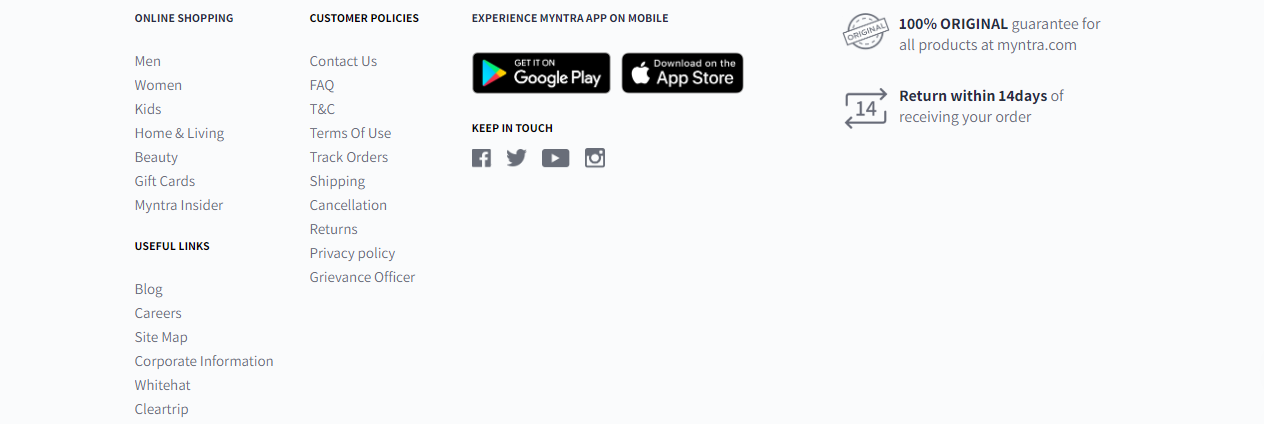 ONLINE SHOPPING
Men
Women
Kids
Home & Living
Beauty
Gift Cards
Myntra Insider
USEFUL LINKS
Blog
Careers
Site Map
Corporate Information
Whitehat
Cleartrip
CUSTOMER POLICIES
Contact Us
FAQ
T&C
Terms Of Use
Track Orders
Shipping
Cancellation
Returns
Privacy policy
Grievance Officer
EXPERIENCE MYNTRA APP ON MOBILE
GET IT ON
Google Play
Download on the
App Store
KEEP IN TOUCH
ORIGINAL
100% ORIGINAL guarantee for
all products at myntra.com
14
Return within 14days of
receiving your order